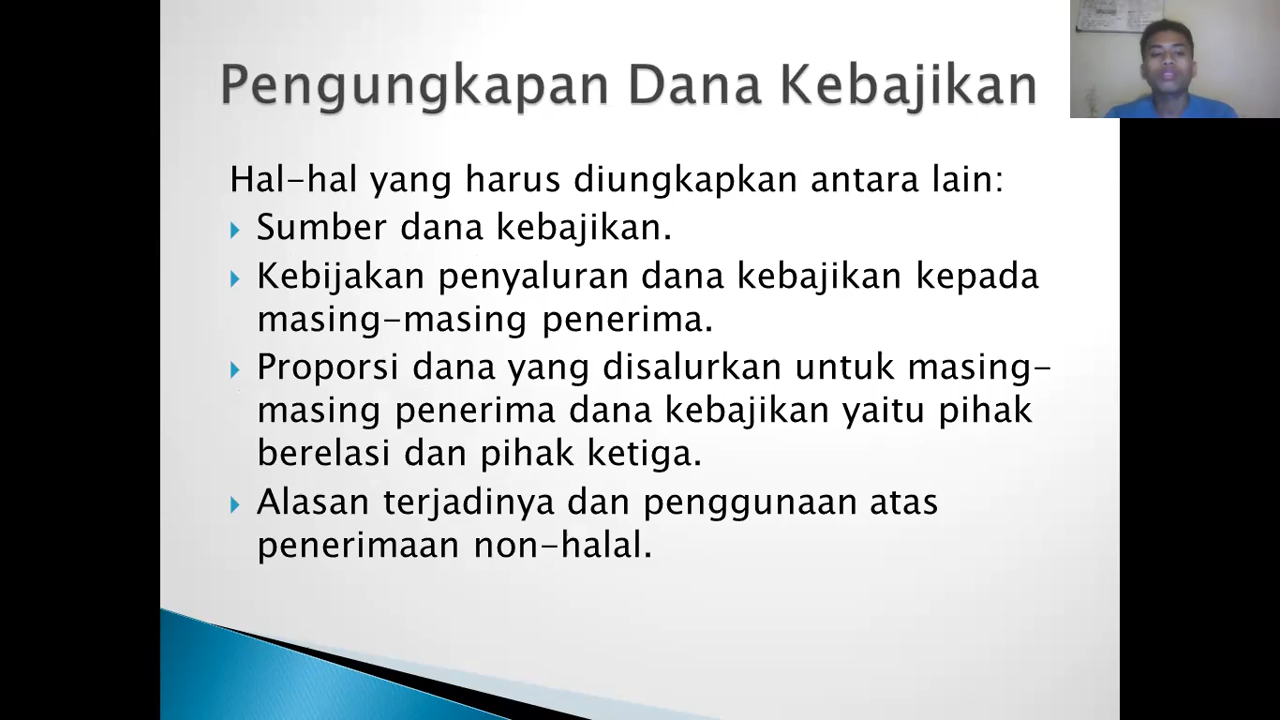 Pengungkapan Dana Kebajikan
Hal-hal yang harus diungkapkan antara lain:
Sumber dana kebajikan.
Kebijakan penyaluran dana kebajikan kepada
masing-masing penerima.
Proporsi dana yang disalurkan untuk masing-
masing penerima dana kebajikan yaitu pihak
berelasi dan pihak ketiga.
Alasan terjadinya dan penggunaan atas
penerimaan non-halal.